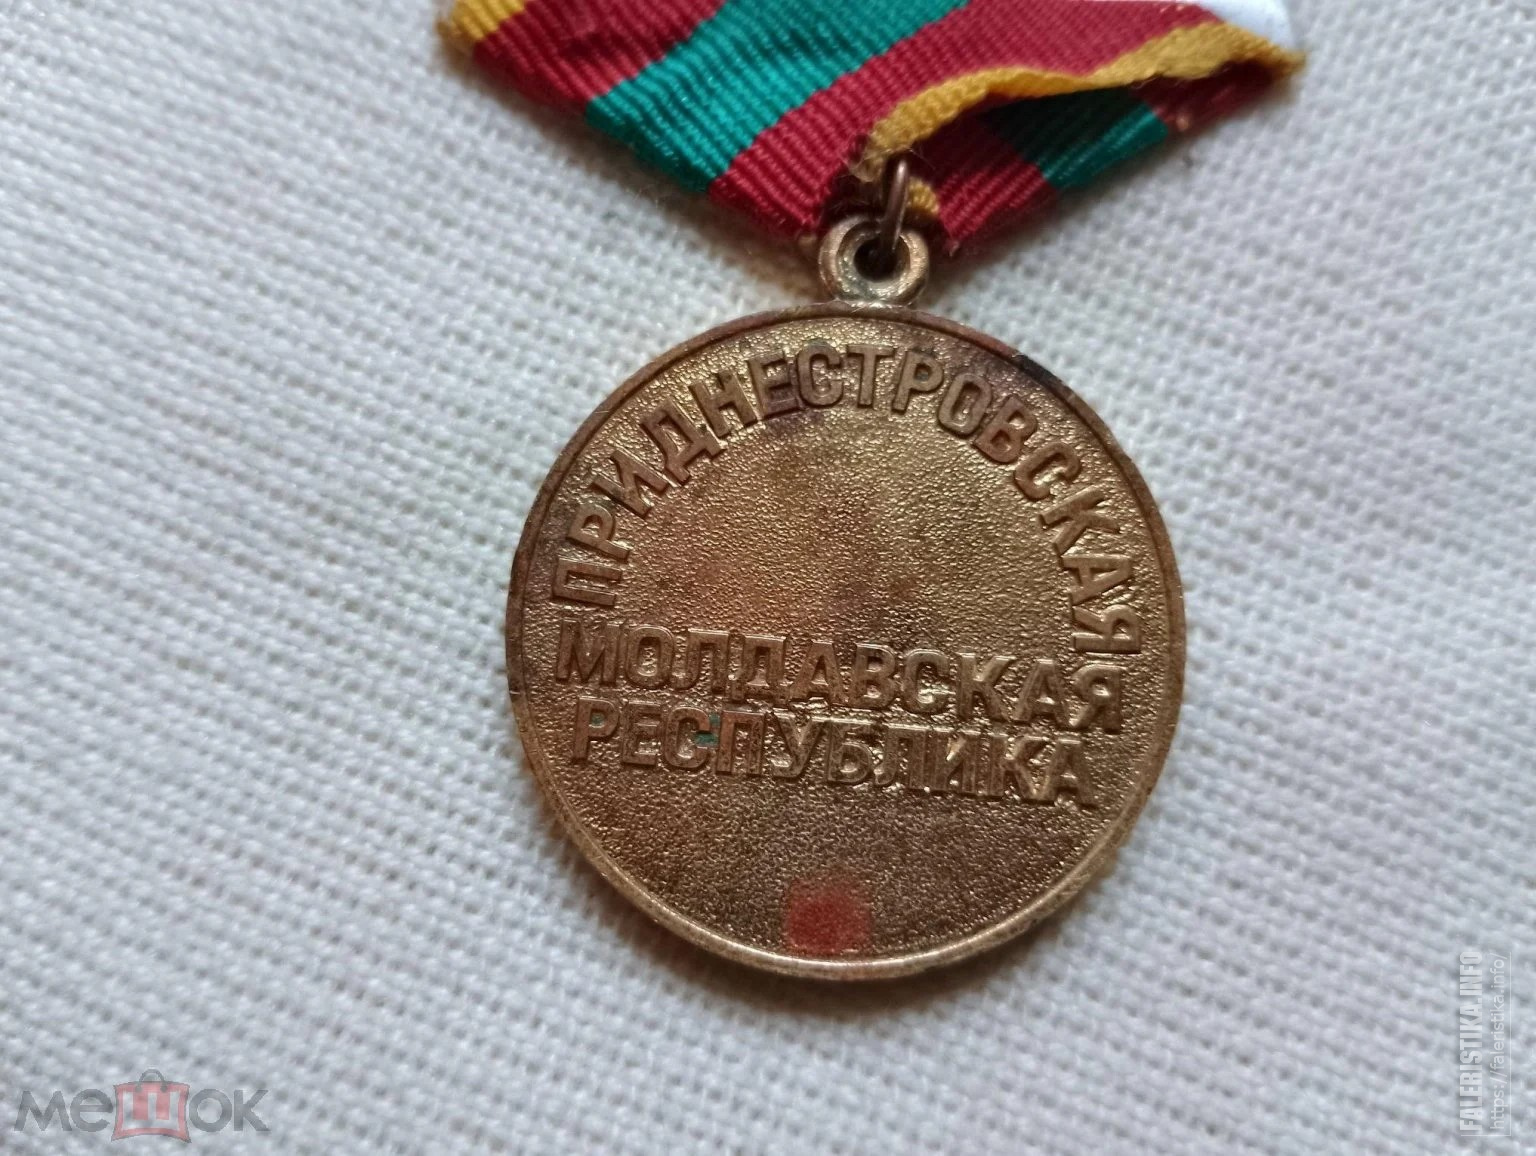 ПРИДНЕСТРОВСКАЯ
МОЛДАВСКАЯ
РЕСПУБЛИКА
мешок
FALERISTIKA.INFO
https://faleristika.info/